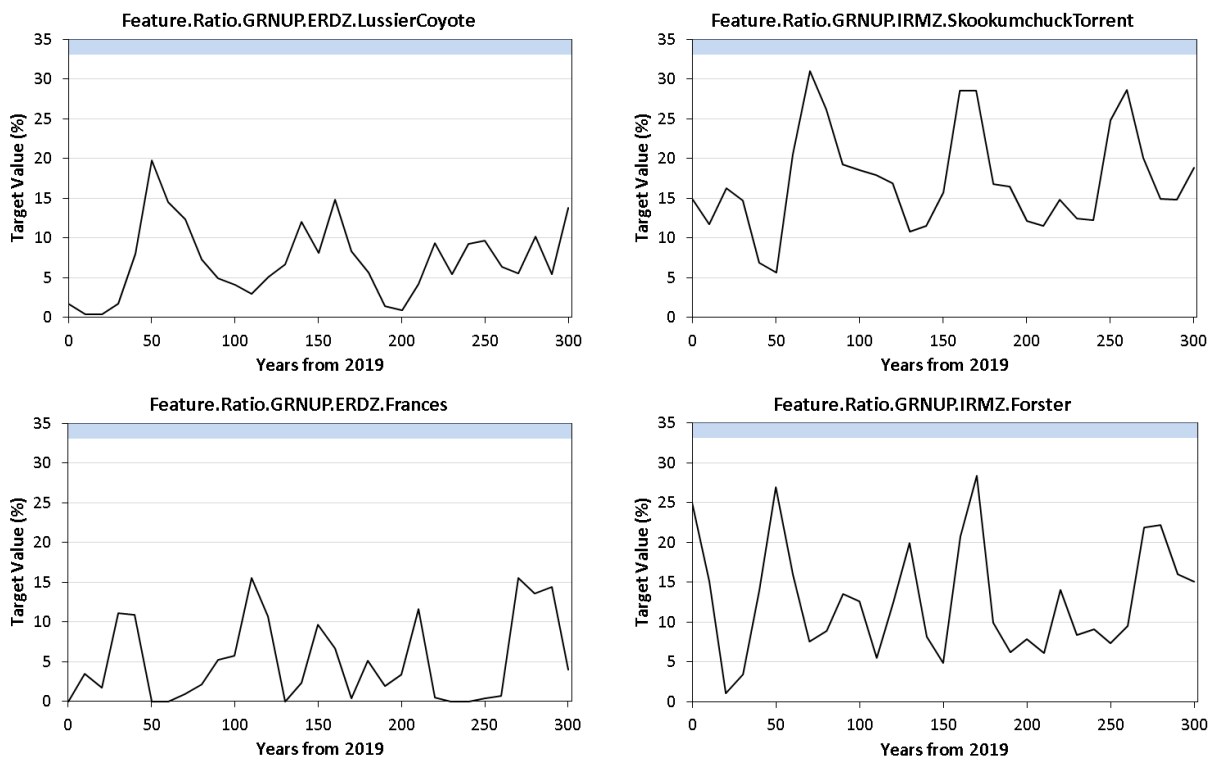 Feature.Ratio.GRNUP.ERDZ.LussierCoyote
35
30
25
20
15
10
5
0
Target Value (%)
0 50 100 150 200 250 300
Years from 2019
Feature.Ratio.GRNUP.IRMZ.SkookumchuckTorrent
35
30
25
20
15
10
5
0
Target Value (%)
0 50 100 150 200 250 300
Years from 2019
Feature.Ratio.GRNUP.ERDZ.Frances
35
30
25
20
15
10
5
0
Target Value (%)
0 50 100 150 200 250 300
Years from 2019
Feature.Ratio.GRNUP.IRMZ.Forster
35
30
25
20
15
10
5
0
Target Value (%)
0 50 100 150 200 250 300
Years from 2019